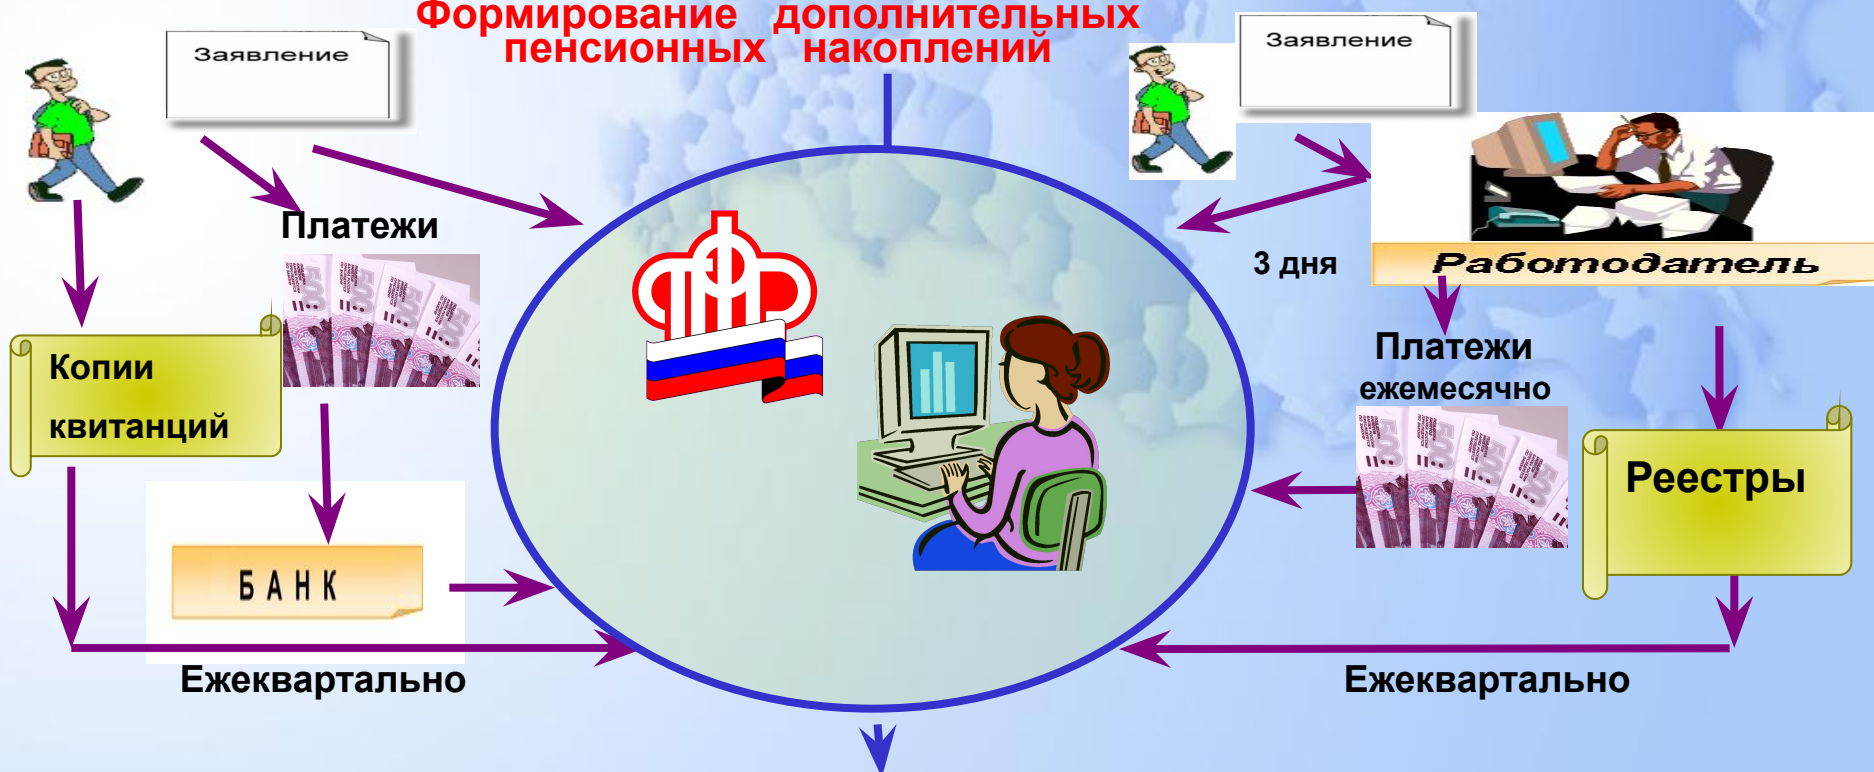 Формирование дополнительных
пенсионных накоплений
Заявление
Заявление
Платежи
Копии
квитанций
БАНК
Ежеквартально
3 дня
Работодатель
Платежи
ежемесячно
Реестры
Ежеквартально